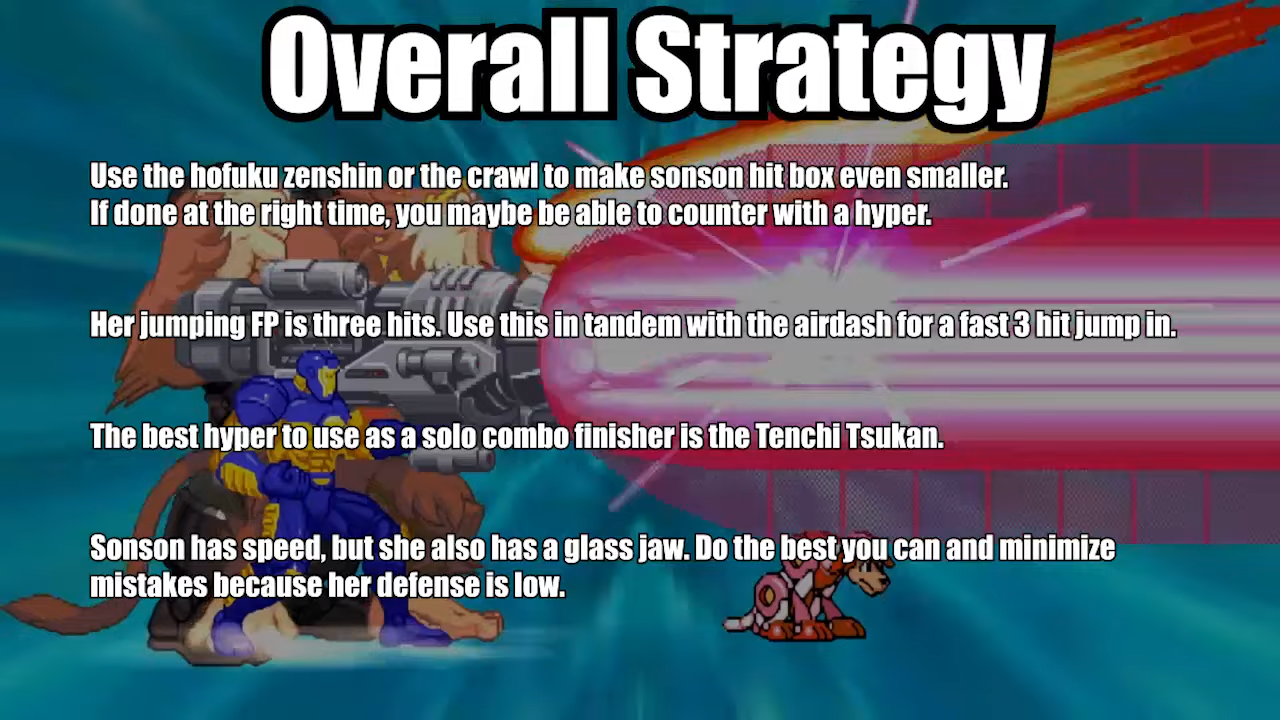 Overall Strategy
Use the hofuku zenshin or the crawl to make sonson hit box even smaller.
If done at the right time, you maybe be able to counter with a hyper.
Her jumping FP is three hits. Use this in tandem with the airdash for a fast 3 hit jump in.
The best hyper to use as a solo combo finisher is the Tenchi Tsukan.
Sonson has speed, but she also has a glass jaw. Do the best you can and minimize
mistakes because her defense is low.